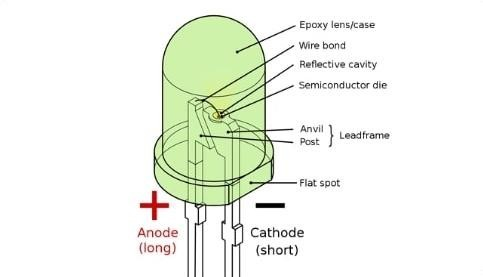 Epoxy lens/case
Wire bond
Reflective cavity
Semiconductor die
Anvil
Post
Leadframe
Flat spot
+
Anode
(long)
−
Cathode
(short)